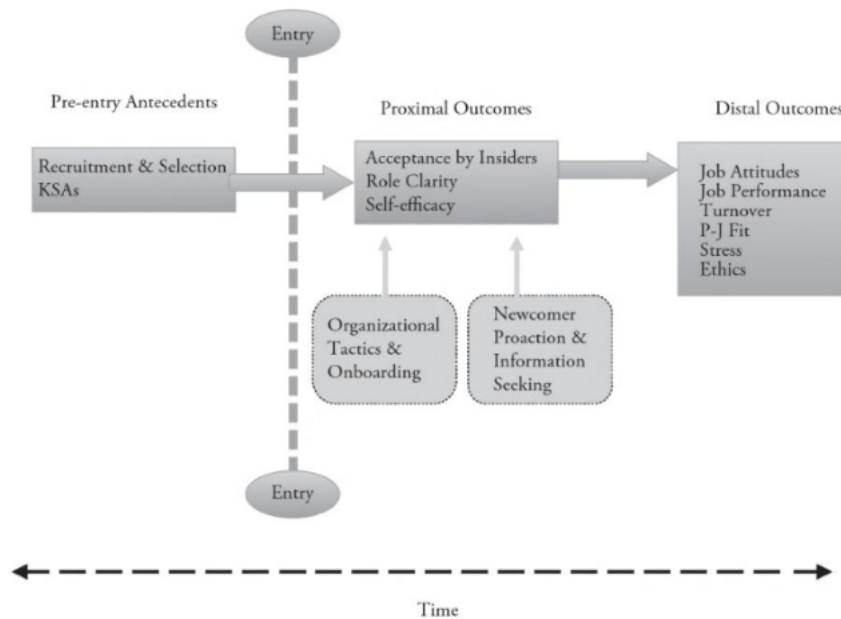 Entry
Pre-entry Antecedents
Proximal Outcomes
Distal Outcomes
Recruitment & Selection
KSAs
Acceptance by Insiders
Role Clarity
Self-efficacy
Job Attitudes
Job Performance
Turnover
P-J Fit
Stress
Ethics
Organizational
Tactics &
Onboarding
Newcomer
Proaction &
Information
Seeking
Entry
Time